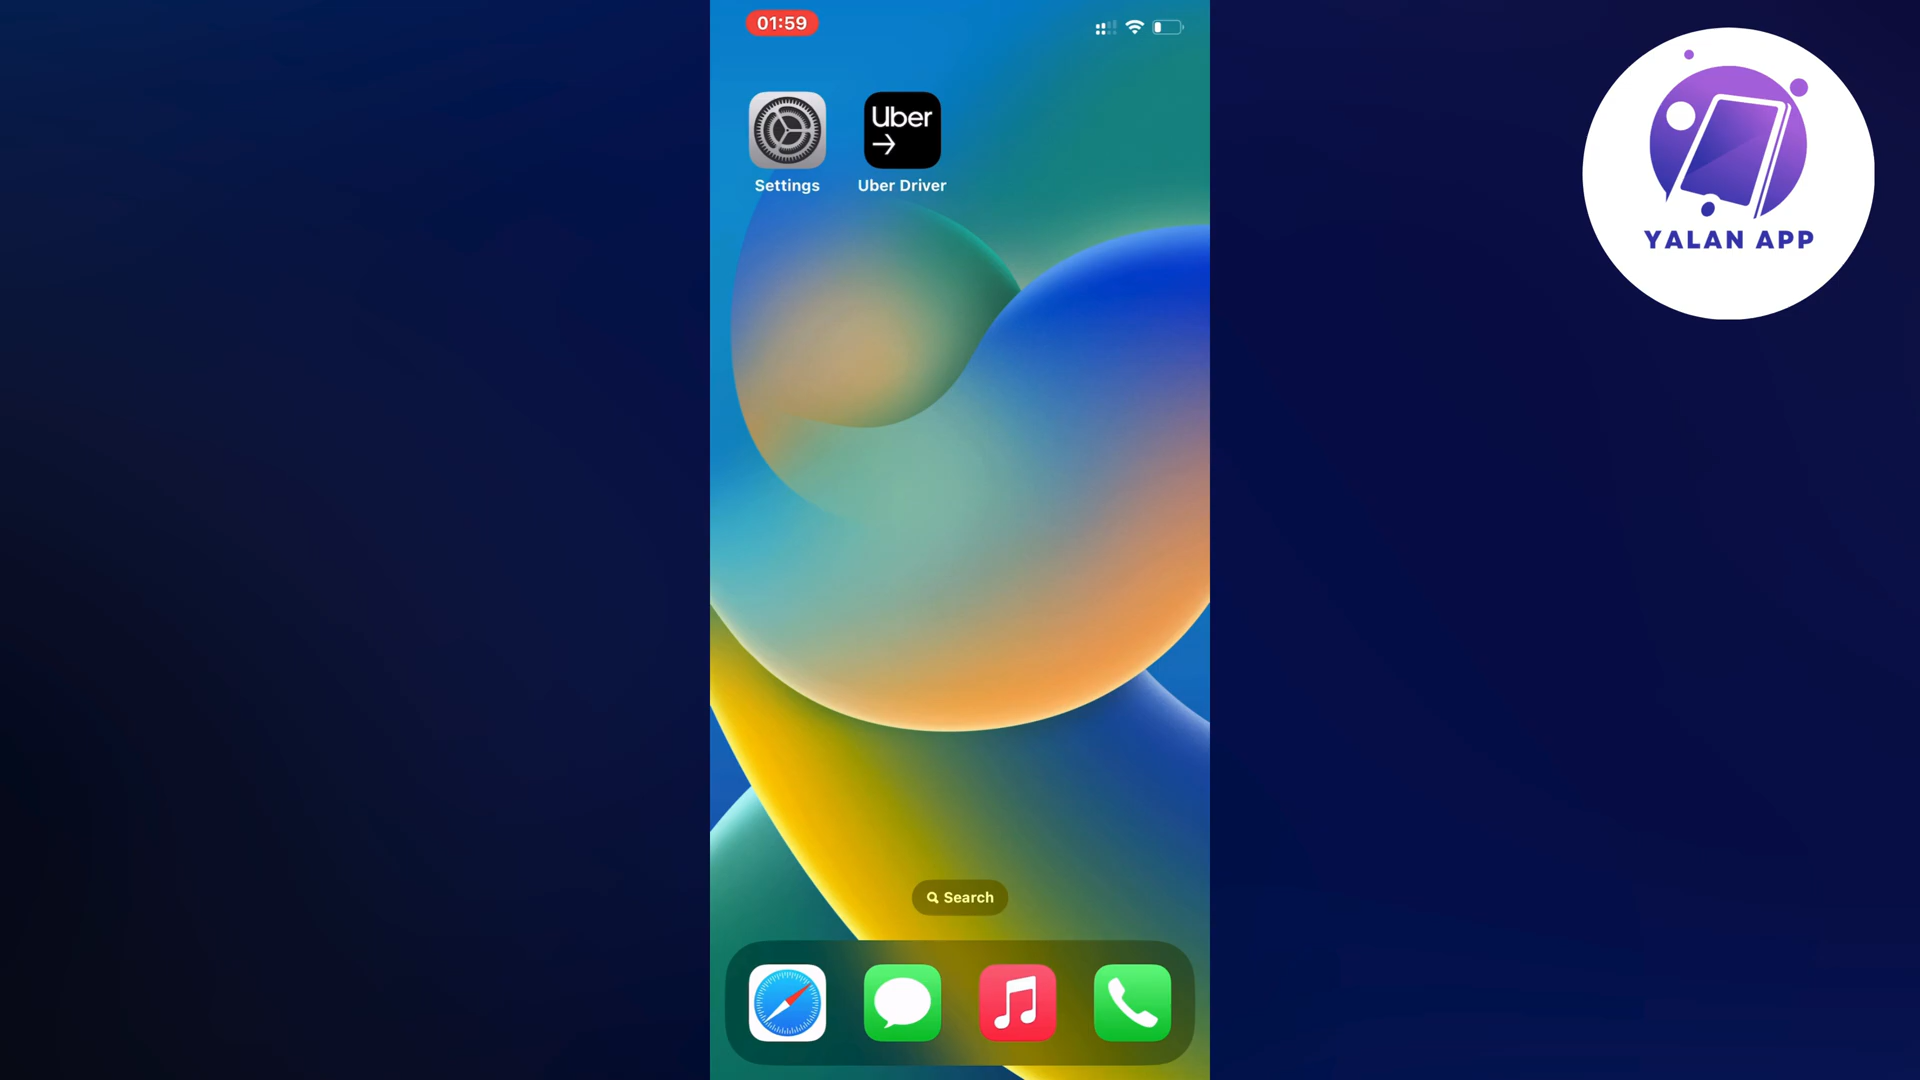 01:59
Uber
Settings
Uber Driver
YALAN APP
Search